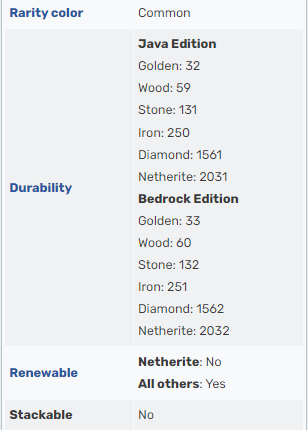 Rarity color Common
Durability
Java Edition
Golden: 32
Wood: 59
Stone: 131
Iron: 250
Diamond: 1561
Netherite: 2031
Bedrock Edition
Golden: 33
Wood: 60
Stone: 132
Iron: 251
Diamond: 1562
Netherite: 2032
Renewable
Netherite: No
All others: Yes
Stackable No